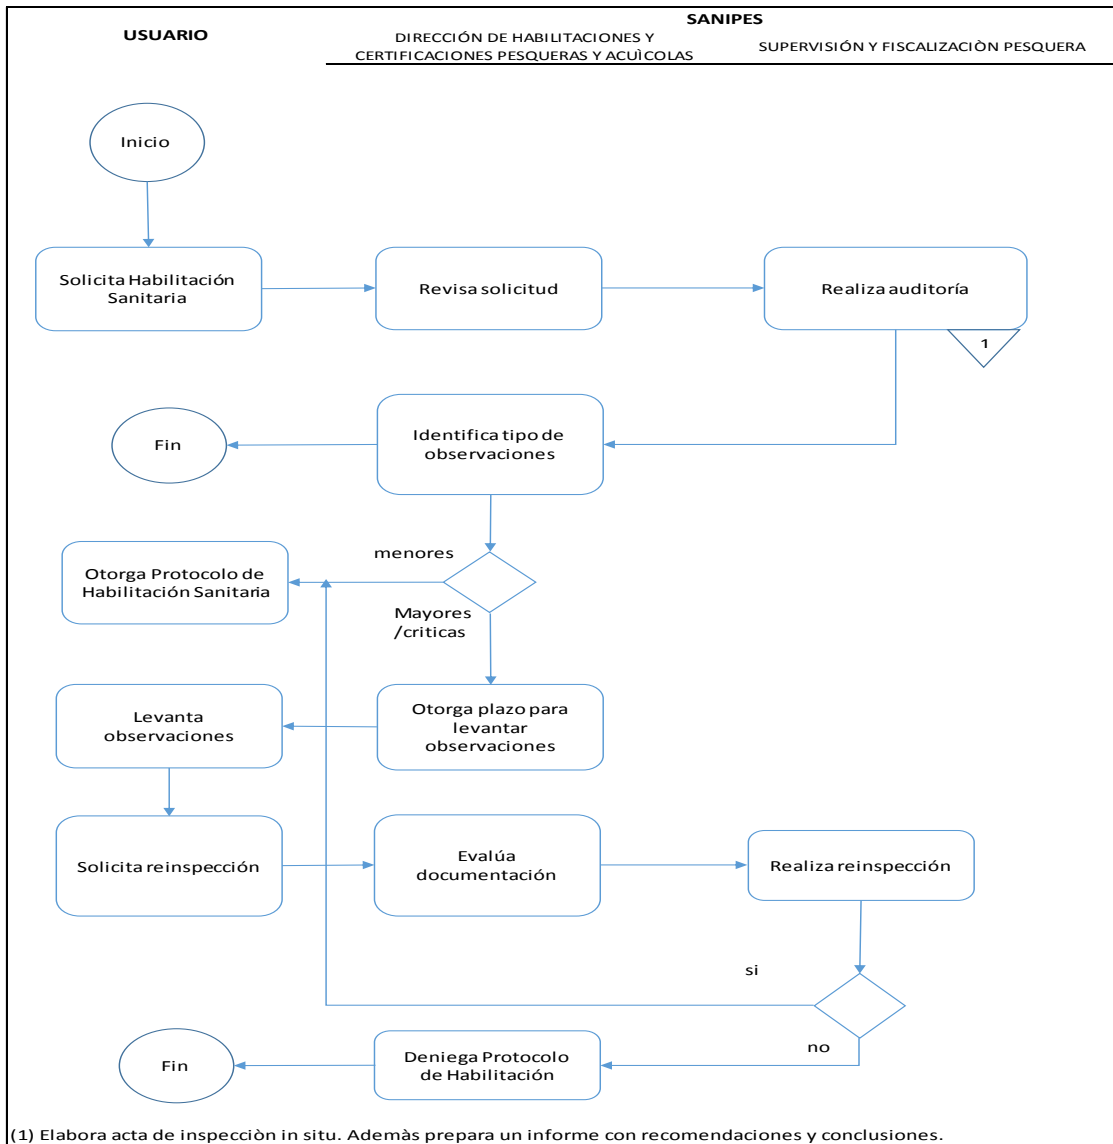 SANIPES
USUARIO
DIRECCIÓN DE HABILITACIONES Y
CERTIFICACIONES PESQUERAS Y ACUÌCOLAS
SUPERVISIÓN Y FISCALIZACIÒN PESQUERA
Inicio
Solicita Habilitación
Sanitaria
Revisa solicitud
Realiza auditoría
1
Fin
Identifica tipo de
observaciones
menores
Otorga Protocolo de
Habilitación Sanitaria
Mayores
/criticas
Levanta
observaciones
Otorga plazo para
levantar
observaciones
Solicita reinspección
Evalúa
documentación
Realiza reinspección
si
no
Fin
Deniega Protocolo
de Habilitación
(1) Elabora acta de inspecciòn in situ. Ademàs prepara un informe con recomendaciones y conclusiones.